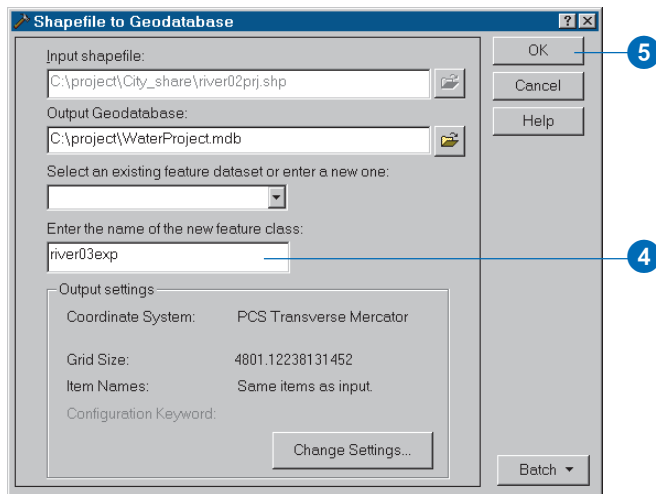 Shapefile to Geodatabase
Input shapefile:
C:\project\City_share\river02prj.shp
Output Geodatabase:
C:\project\WaterProject.mdb
Select an existing feature dataset or enter a new one:
Enter the name of the new feature class:
river03exp
Output settings
Coordinate System: PCS Transverse Mercator
Grid Size: 4801.12238131452
Item Names: Same items as input.
Configuration Keyword:
Change Settings...
OK
5
Cancel
Help
4
Batch